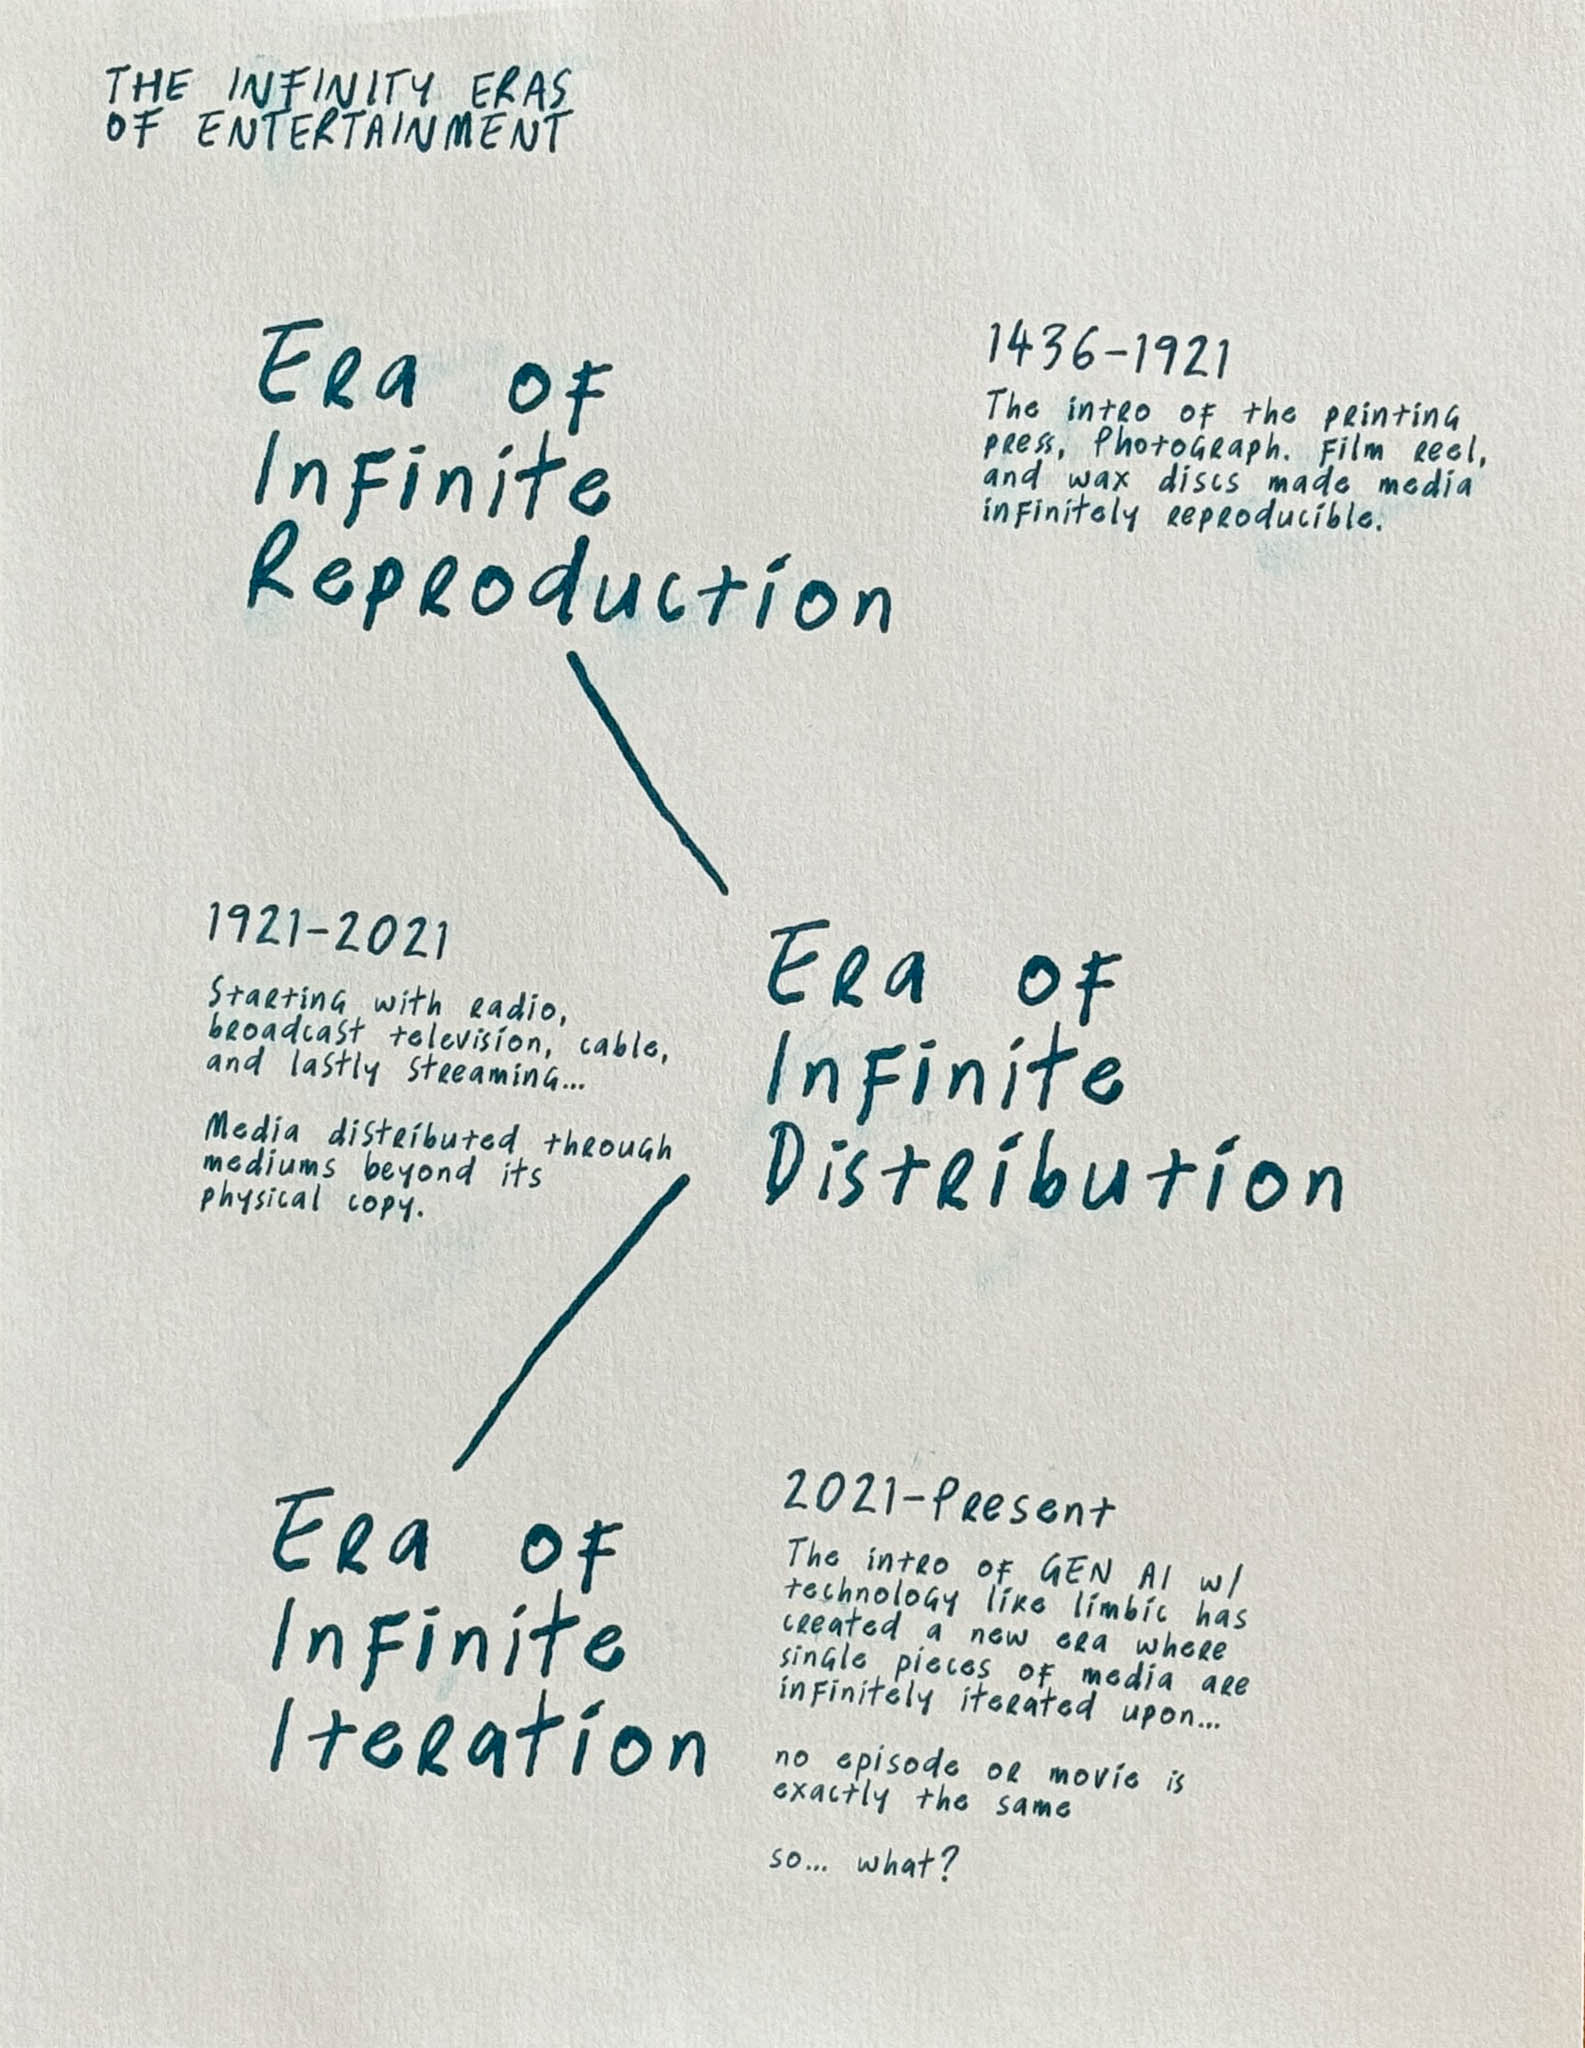 THE INFINITY ERAS
OF ENTERTAINMENT
Era of
Infinite
Reproduction
1436-1921
The intro of the printing
press, Photograph. Film reel,
and wax discs made media
infinitely reproducible.
1921-2021
Starting with radio,
broadcast television, cable,
and lastly streaming...
Media distributed through
mediums beyond its
physical copy.
Era of
Infinite
Distribution
Era of
Infinite
Iteration
2021-Present
The intro of GEN AI w/
technology like limbic has
created a new era where
single pieces of media are
infinitely iterated upon...
no episode or movie is
exactly the same
so... what?